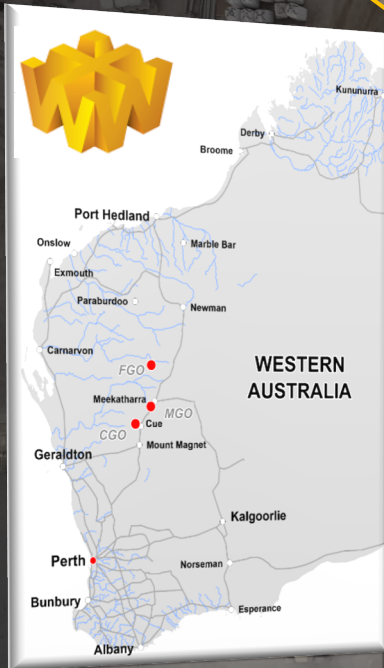 WWW
Kununurra
Derby
Broome
Port Hedland
Marble Bar
Onslow
Exmouth
Paraburdoo
Newman
Carnarvon
FGO
WESTERN
AUSTRALIA
Meekatharra
MGO
Cue
CGO
Mount Magnet
Geraldton
Kalgoorlie
Perth
Norseman
Bunbury
Esperance
Albany